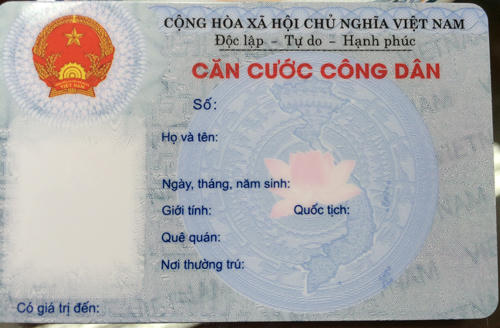 CỘNG HÒA XÃ HỘI CHỦ NGHĨA VIỆT NAM
Độc lập - Tự do - Hạnh phúc
CĂN CƯỚC CÔNG DÂN
Số:
Họ và tên:
Ngày, tháng, năm sinh:
Giới tính: Quốc tịch:
Quê quán:
Nơi thường trú:
Có giá trị đến: